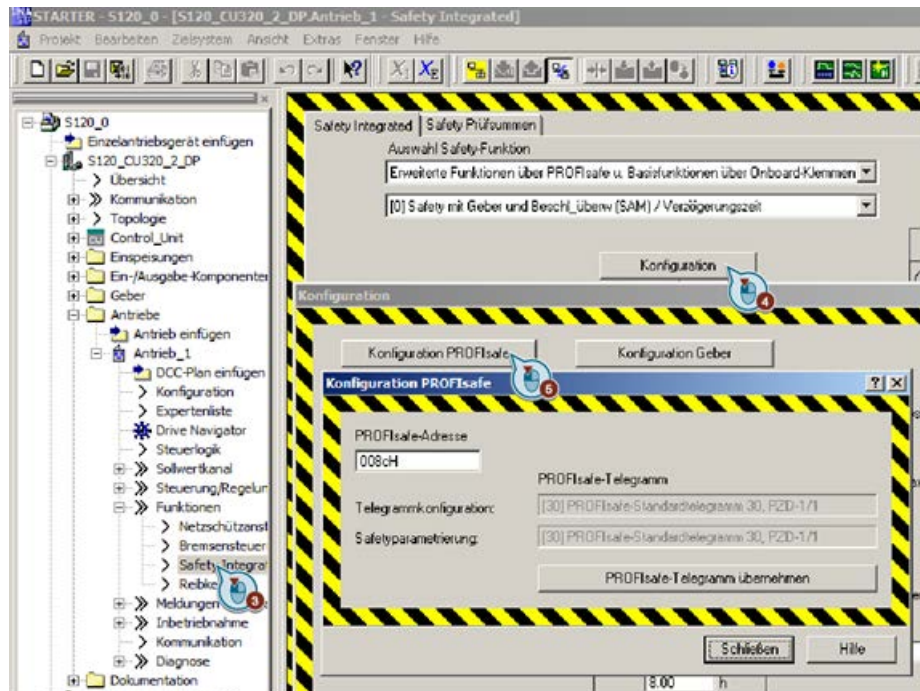 STARTER - S120_0 - [S120_CU320_2_DP.Antrieb_1 - Safety Integrated]
Projekt Bearbeiten Zielsystem Ansicht Extras Fenster Hilfe
S120_0
Einzelantriebsgerät einfügen
S120_CU320_2_DP
Übersicht
Kommunikation
Topologie
Control_Unit
Einspeisungen
Ein-/Ausgabe-Komponenten
Geber
Antriebe
Antrieb einfügen
Antrieb_1
DCC-Plan einfügen
Konfiguration
Expertenliste
Drive Navigator
Steuerlogik
Sollwertkanal
Steuerung/Regelun
Funktionen
Netzschützanst
Bremsensteuer
Safety Integra
Reibke
3
Meldungen
Inbetriebnahme
Kommunikation
Diagnose
Dokumentation
Safety Integrated
Safety Prüfsummen
Auswahl Safety-Funktion
Erweiterte Funktionen über PROFIsafe u. Basisfunktionen über Onboard-Klemmen
[0] Safety mit Geber und Beschl_überw (SAM) / Verzögerungszeit
Konfiguration
4
Konfiguration
Konfiguration PROFIsafe
Konfiguration Geber
5
Konfiguration PROFIsafe
PROFIsafe-Adresse
008cH
PROFIsafe-Telegramm
Telegrammkonfiguration:
[30] PROFIsafe-Standardtelegramm 30, PZD-1/1
Safetyparametrierung:
[30] PROFIsafe-Standardtelegramm 30, PZD-1/1
PROFIsafe-Telegramm übernehmen
Schließen
Hilfe
8.00 h